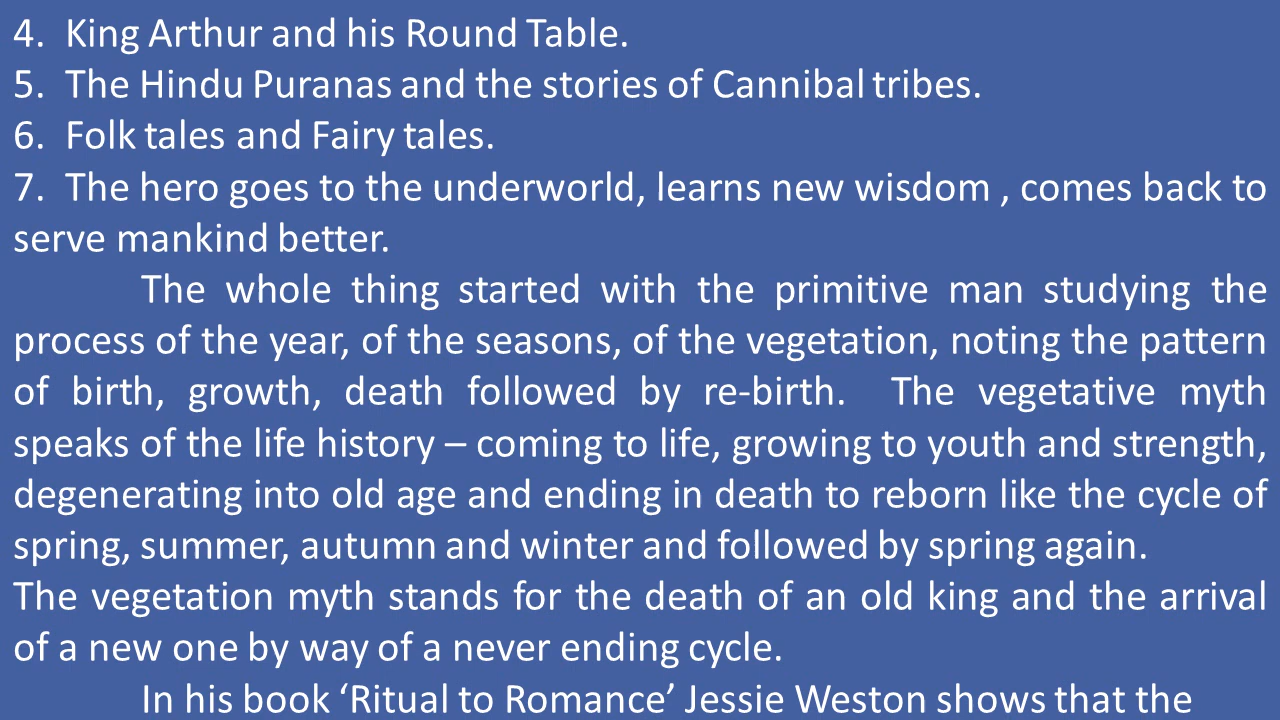 4. King Arthur and his Round Table.
5. The Hindu Puranas and the stories of Cannibal tribes.
6. Folk tales and Fairy tales.
7. The hero goes to the underworld, learns new wisdom , comes back to
serve mankind better.
The whole thing started with the primitive man studying the
process of the year, of the seasons, of the vegetation, noting the pattern
of birth, growth, death followed by re-birth. The vegetative myth
speaks of the life history – coming to life, growing to youth and strength,
degenerating into old age and ending in death to reborn like the cycle of
spring, summer, autumn and winter and followed by spring again.
The vegetation myth stands for the death of an old king and the arrival
of a new one by way of a never ending cycle.
In his book ‘Ritual to Romance’ Jessie Weston shows that the